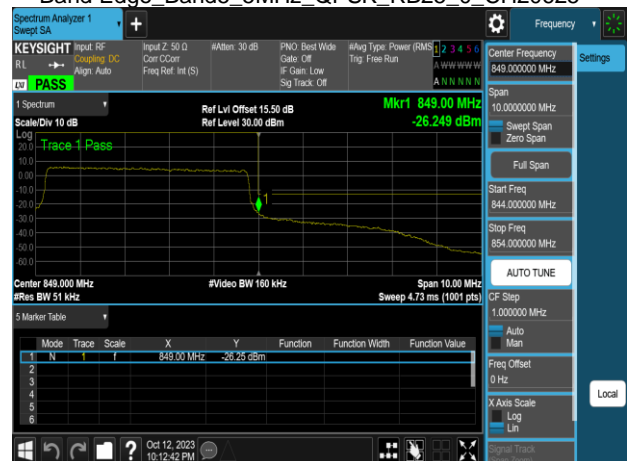 Spectrum Analyzer 1
Swept SA
Frequency
KEYSIGHT
RL
Input: RF
Coupling: DC
Align: Auto
Input Z: 50 Ω
Corr CCorr
Freq Ref: Int (S)
#Atten: 30 dB
PNO: Best Wide
Gate: Off
IF Gain: Low
Sig Track: Off
#Avg Type: Power (RMS
Trig: Free Run
1 2 3 4 5 6
A W W W W W
A N N N N N
LXI PASS
1 Spectrum
Scale/Div 10 dB
Ref Lvl Offset 15.50 dB
Ref Level 30.00 dBm
Mkr1 849.00 MHz
-26.249 dBm
Log
Trace 1 Pass
20.0
10.0
0.00
-10.0
-20.0
-30.0
-40.0
-50.0
-60.0
1
Center 849.000 MHz
#Res BW 51 kHz
#Video BW 160 kHz
Span 10.00 MHz
Sweep 4.73 ms (1001 pts)
5 Marker Table
Mode Trace Scale X Y Function Function Width Function Value
1 N 1 f 849.00 MHz -26.25 dBm
2
3
4
5
6
Oct 12, 2023
10:12:42 PM
Center Frequency
849.000000 MHz
Settings
Span
10.0000000 MHz
Swept Span
Zero Span
Full Span
Start Freq
844.000000 MHz
Stop Freq
854.000000 MHz
AUTO TUNE
CF Step
1.000000 MHz
Auto
Man
Freq Offset
0 Hz
X Axis Scale
Log
Lin
Local
Signal Track